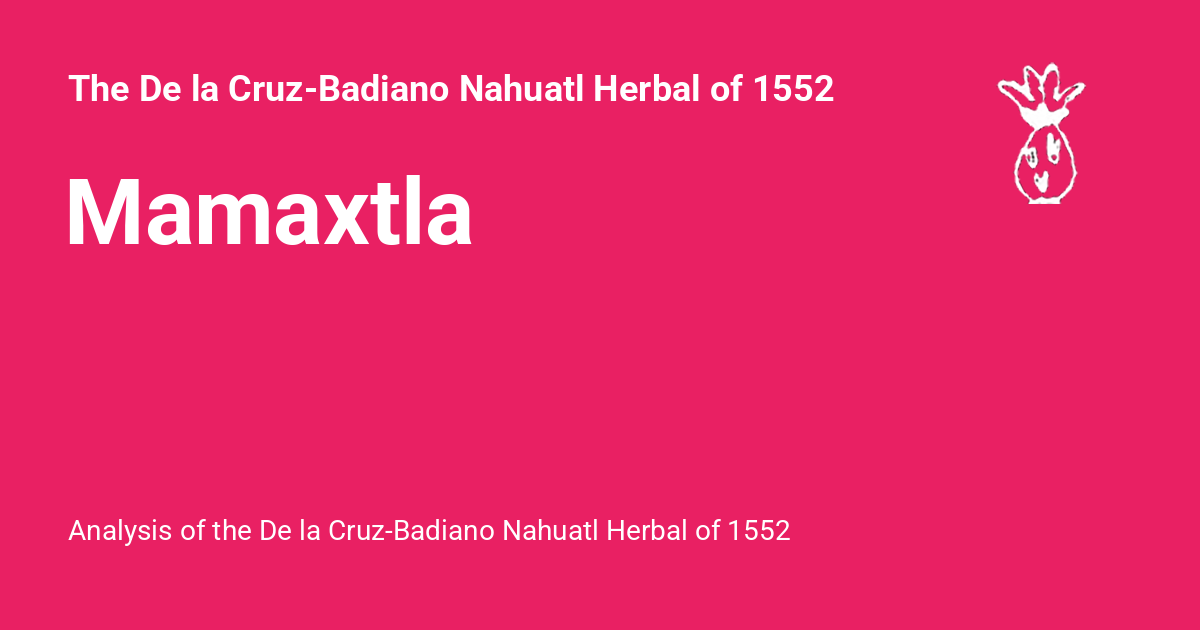 The De la Cruz-Badiano Nahuatl Herbal of 1552
Mamaxtla
Analysis of the De la Cruz-Badiano Nahuatl Herbal of 1552